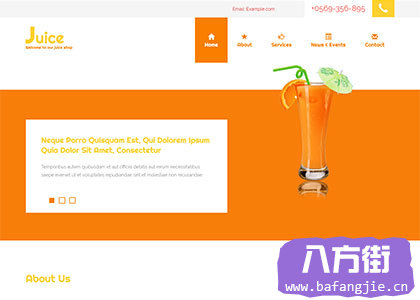 Email: Example.com
+0569-356-895
Juice
Welcome to our juice shop
Home
About
Services
News & Events
Contact
Neque Porro Quisquam Est, Qui Dolorem Ipsum
Quia Dolor Sit Amet, Consectetur
Temporibus autem quibusdam et aut officiis debitis aut rerum necessitatibus
saepe eveniet ut et voluptates repudiandae sint et molestiae non recusandae.
About Us
八方街
www.bafangjie.cn